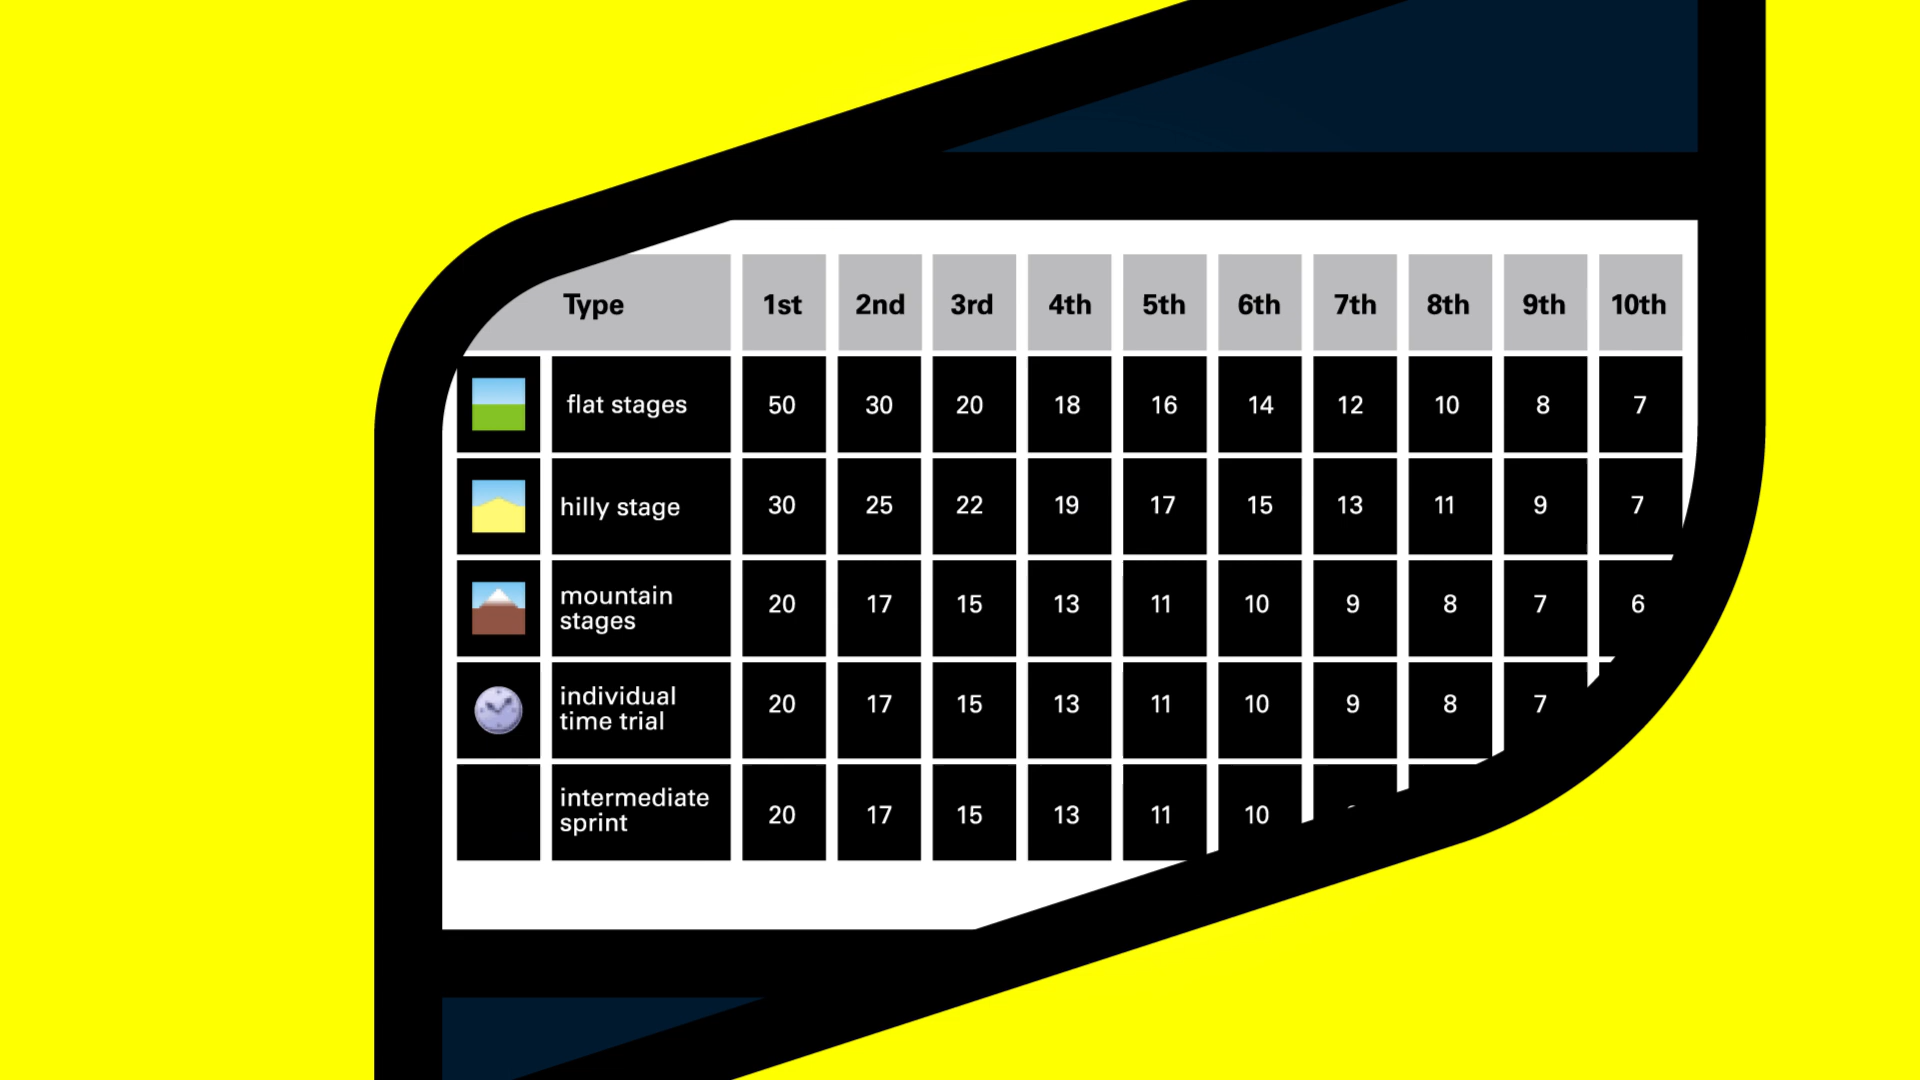 Type 1st 2nd 3rd 4th 5th 6th 7th 8th 9th 10th
flat stages 50 30 20 18 16 14 12 10 8 7
hilly stage 30 25 22 19 17 15 13 11 9 7
mountain
stages 20 17 15 13 11 10 9 8 7 6
individual
time trial 20 17 15 13 11 10 9 8 7
intermediate
sprint 20 17 15 13 11 10